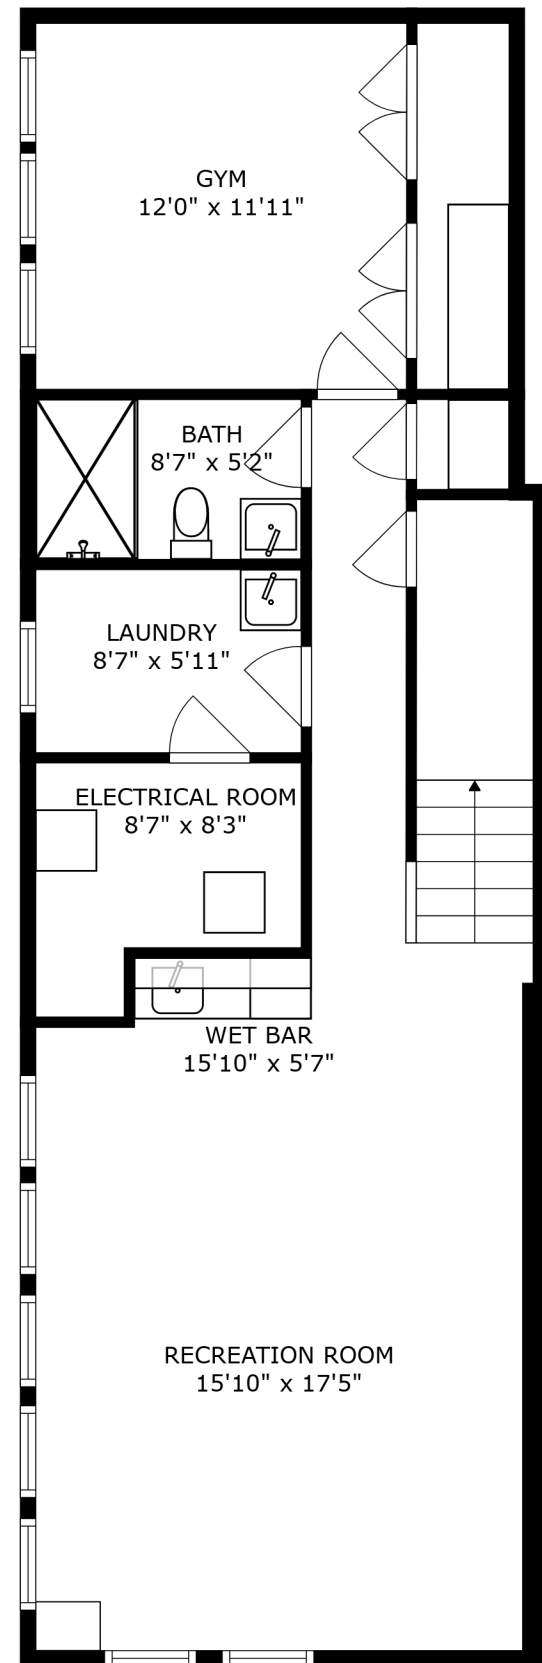 GYM
12'0" x 11'11"
BATH
8'7" x 5'2"
LAUNDRY
8'7" x 5'11"
ELECTRICAL ROOM
8'7" x 8'3"
WET BAR
15'10" x 5'7"
RECREATION ROOM
15'10" x 17'5"